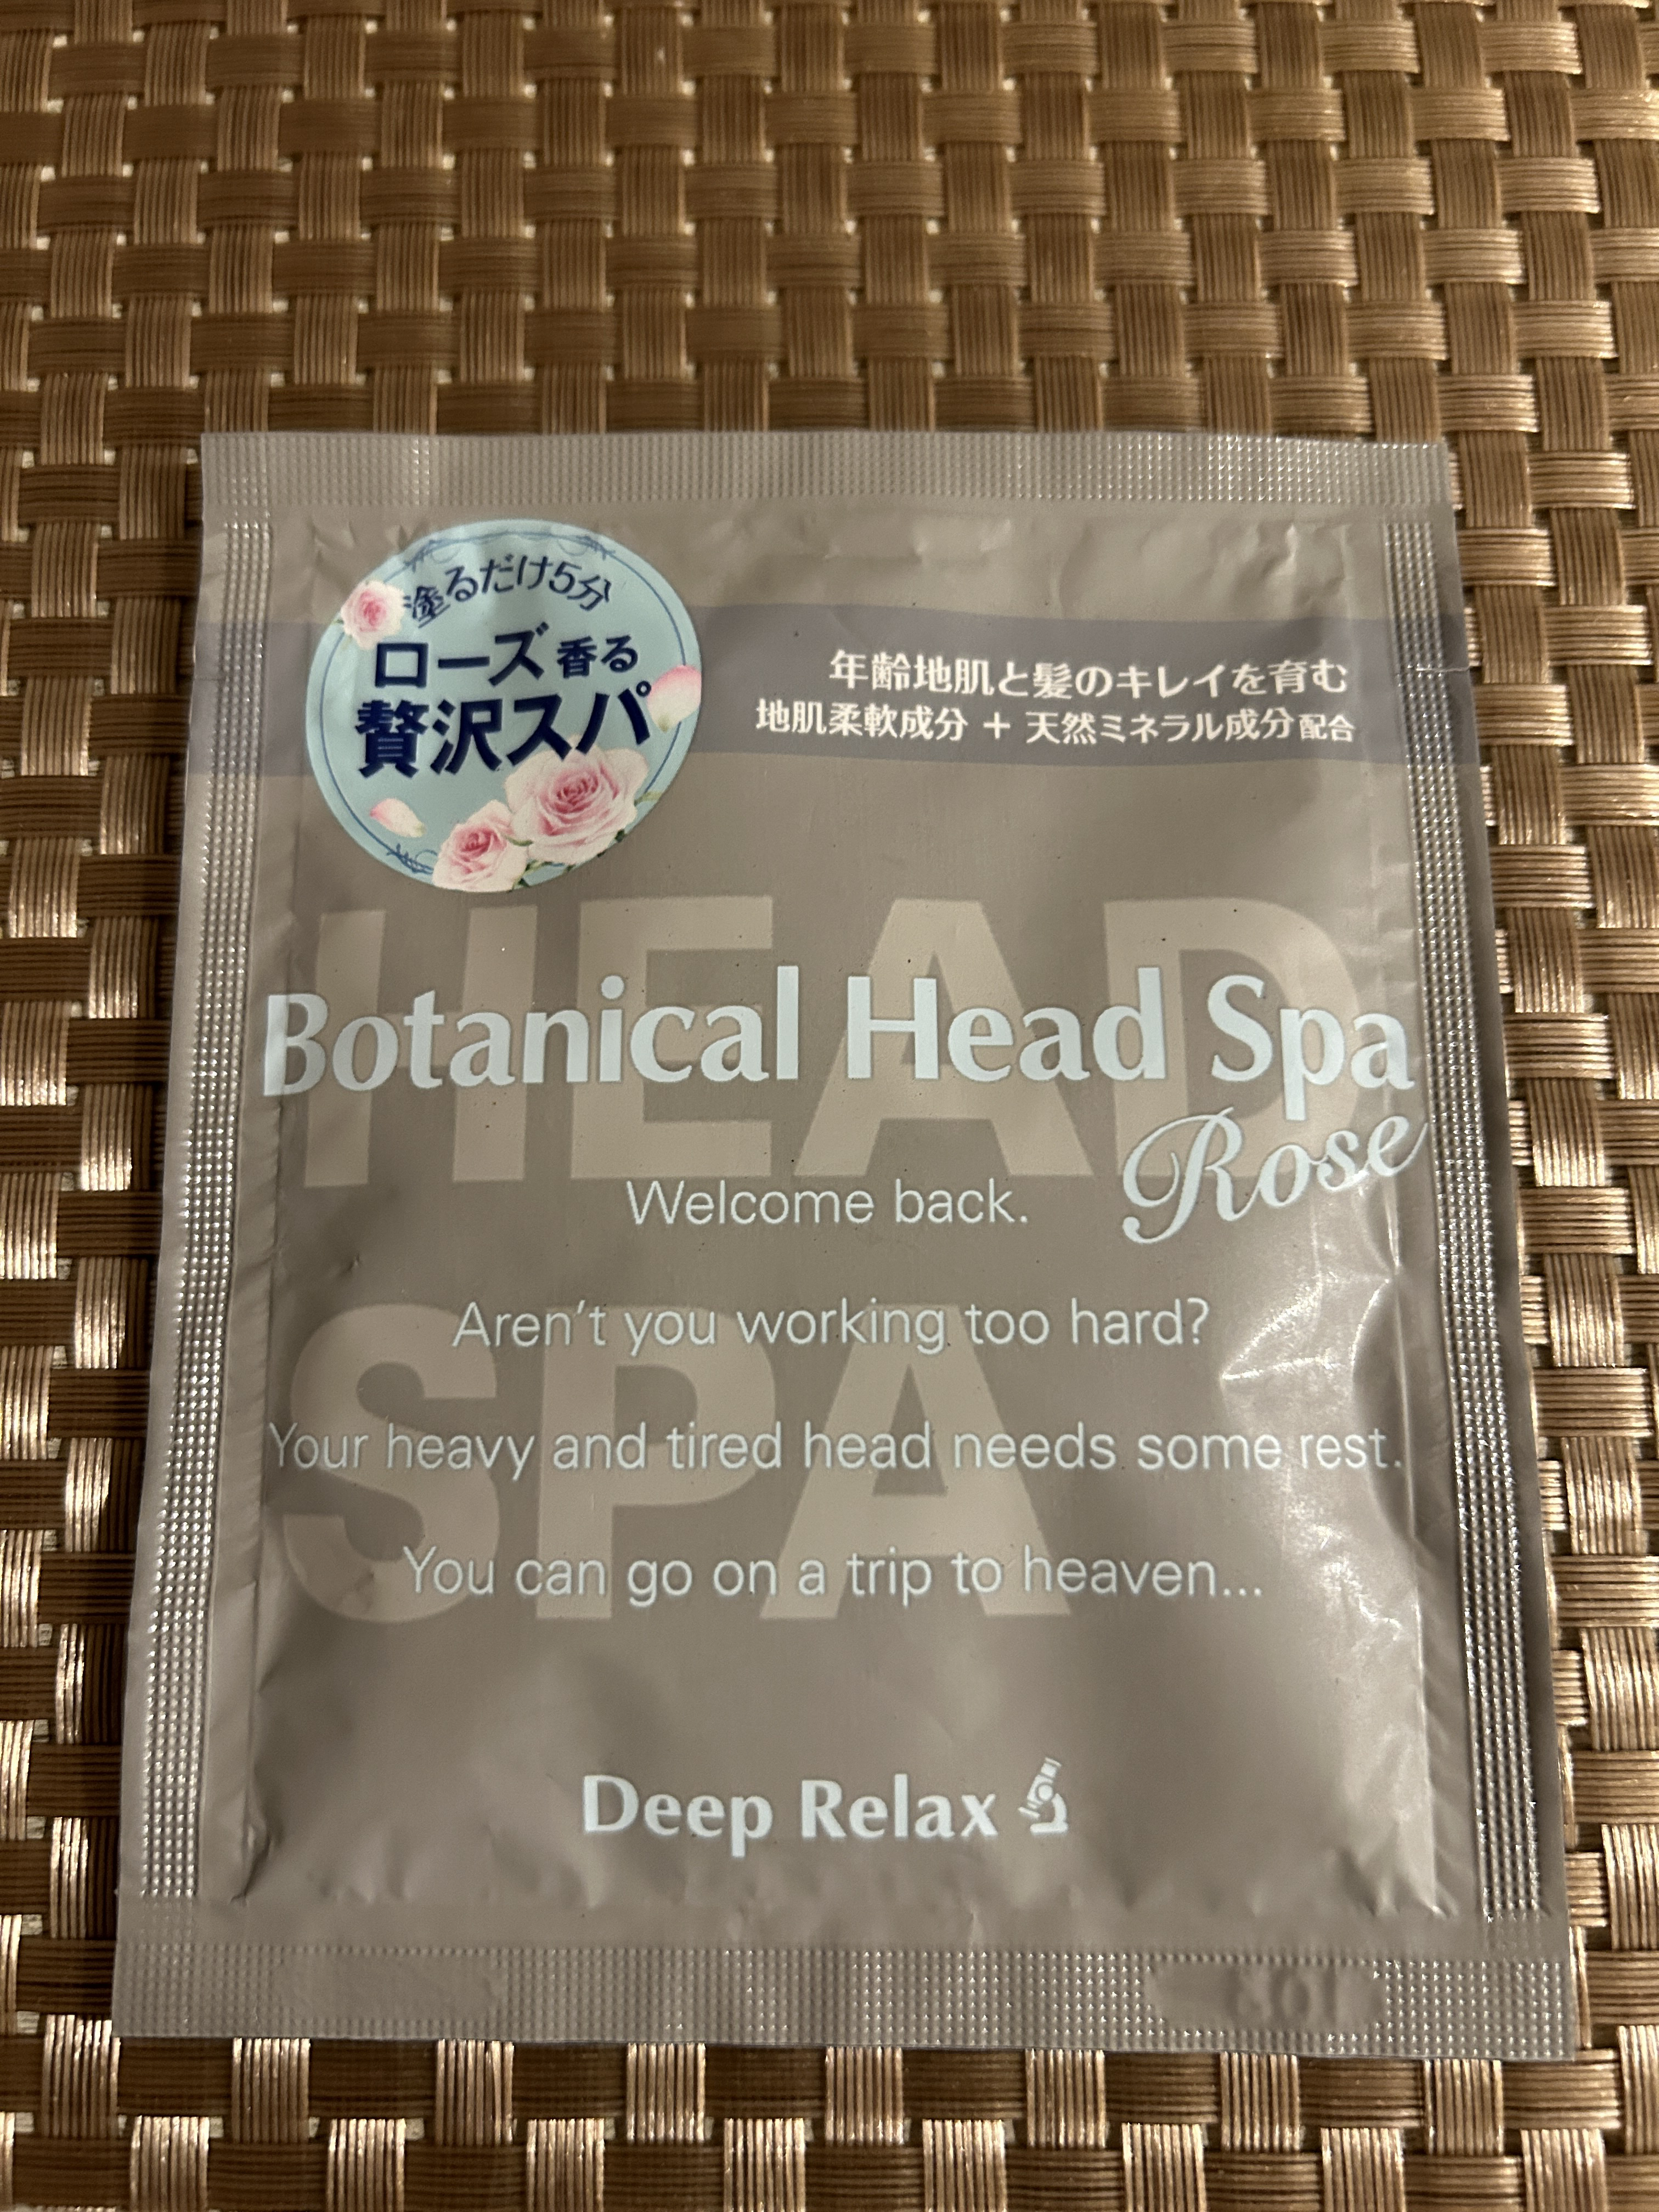 塗るだけ5分
ローズ香る
贅沢スパ
年齢地肌と髪のキレイを育む
地肌柔軟成分 + 天然ミネラル成分配合
HEAD
Botanical Head Spa
Rose
Welcome back.
Aren't you working too hard?
SPA
Your heavy and tired head needs some rest.
You can go on a trip to heaven...
Deep Relax